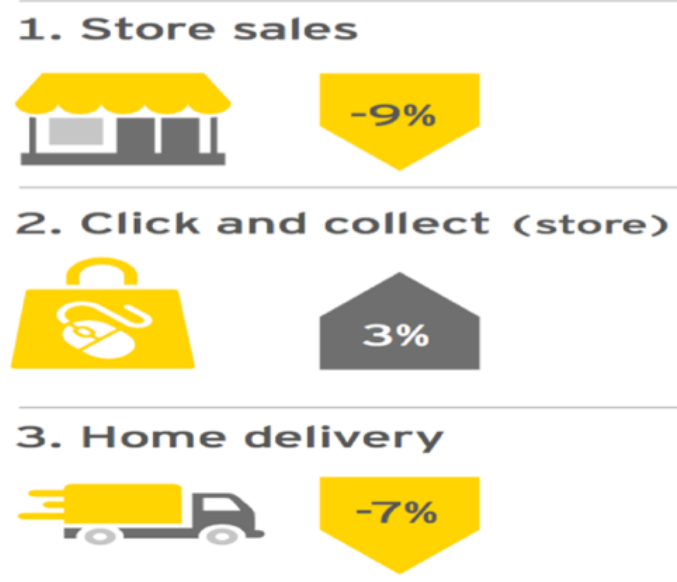 1. Store sales
-9%
2. Click and collect (store)
3%
3. Home delivery
-7%